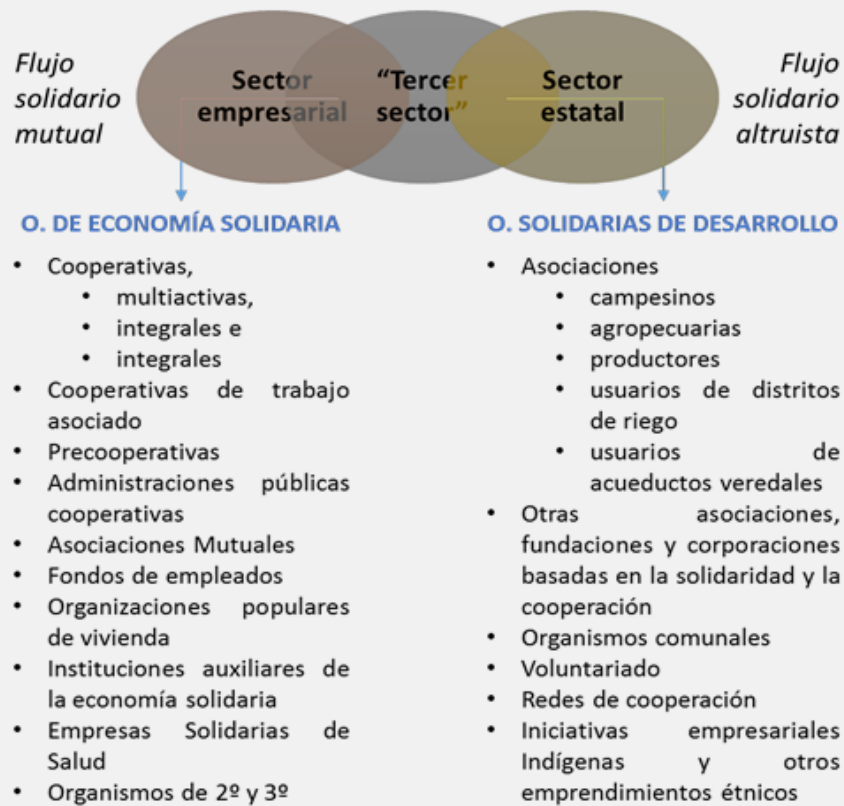 Flujo
solidario
mutual
Sector
empresarial
“Tercer
sector”
Sector
estatal
Flujo
solidario
altruista
O. DE ECONOMÍA SOLIDARIA
• Cooperativas,
• multiactivas,
• integrales e
• integrales
• Cooperativas de trabajo
asociado
• Precooperativas
• Administraciones públicas
cooperativas
• Asociaciones Mutuales
• Fondos de empleados
• Organizaciones populares
de vivienda
• Instituciones auxiliares de
la economía solidaria
• Empresas Solidarias de
Salud
• Organismos de 2º y 3º
O. SOLIDARIAS DE DESARROLLO
• Asociaciones
• campesinos
• agropecuarias
• productores
• usuarios de distritos
de riego
• usuarios de
acueductos veredales
• Otras asociaciones,
fundaciones y corporaciones
basadas en la solidaridad y la
cooperación
• Organismos comunales
• Voluntariado
• Redes de cooperación
• Iniciativas empresariales
Indígenas y otros
emprendimientos étnicos